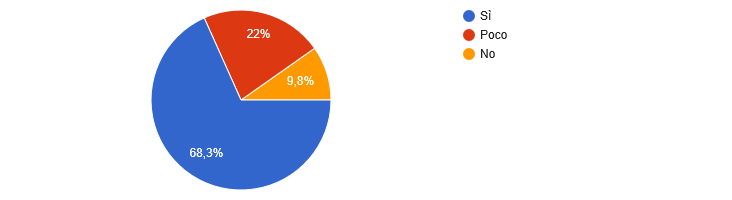 22%
9,8%
68,3%
Sì
Poco
No